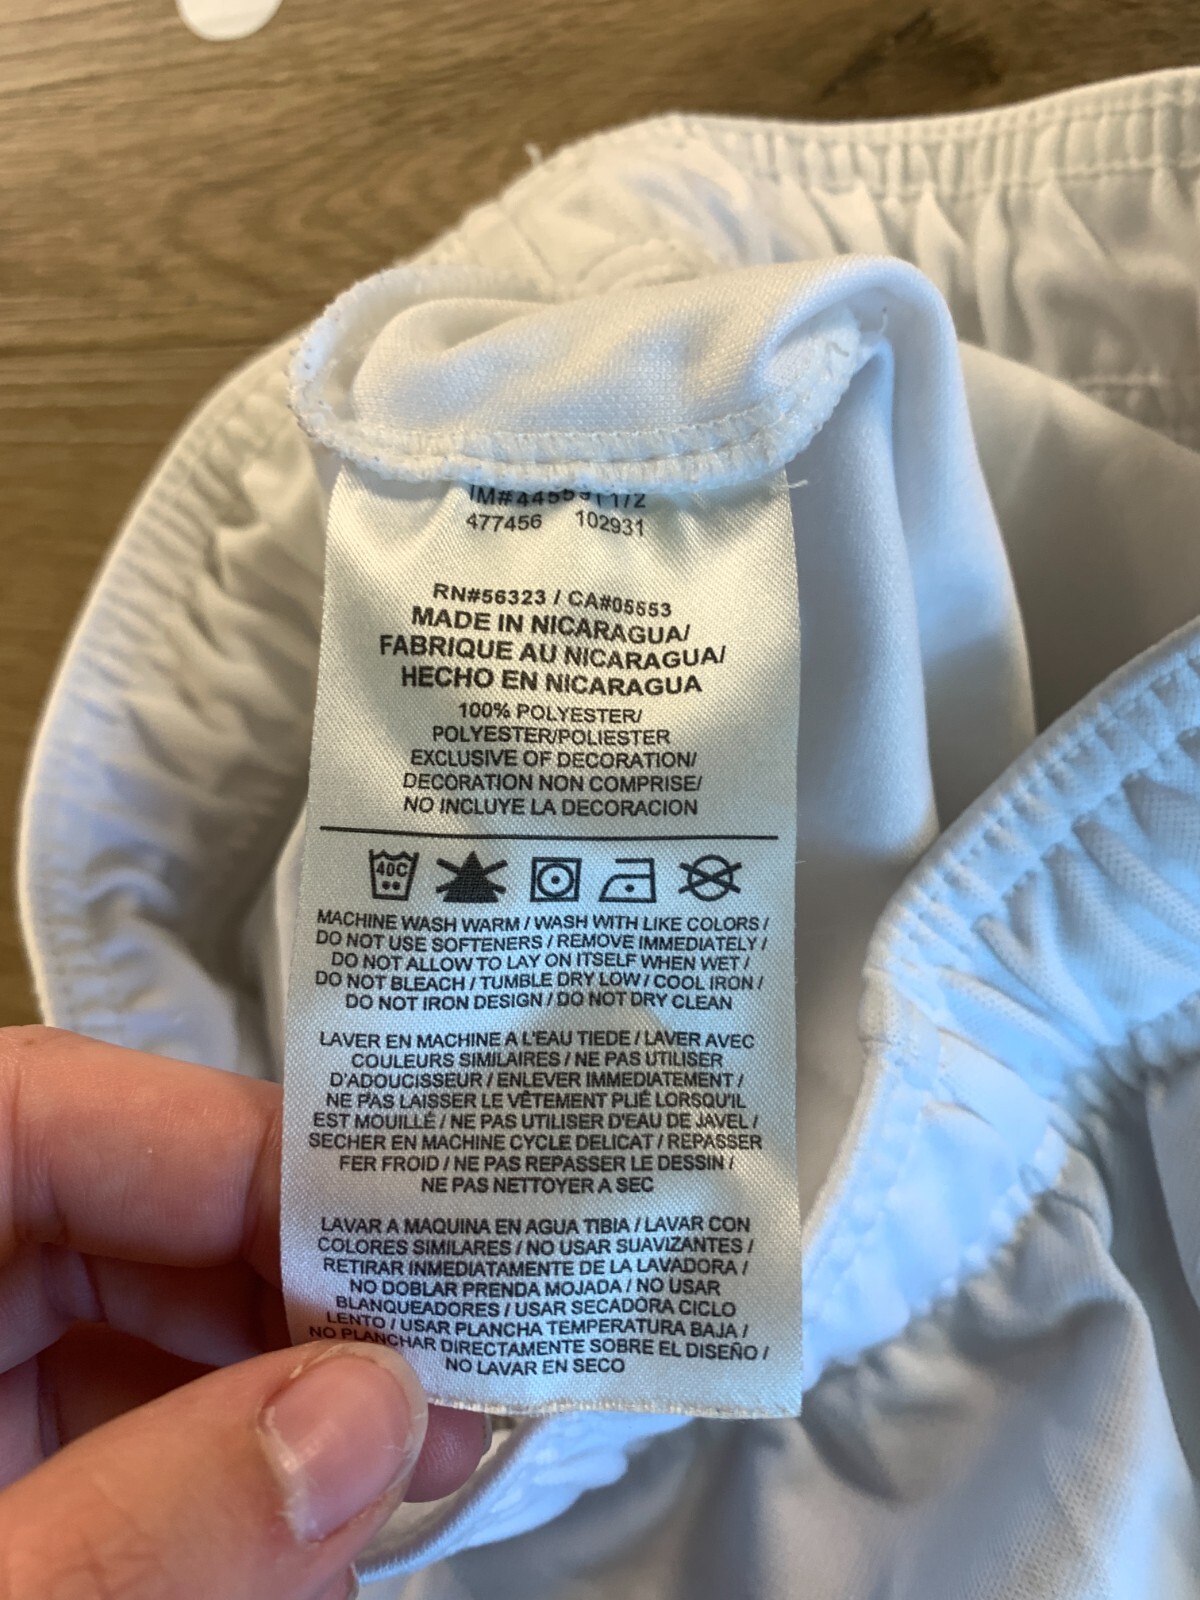 IM#4455911/2
477456 102931
RN#56323 / CA#05553
MADE IN NICARAGUA/
FABRIQUE AU NICARAGUA/
HECHO EN NICARAGUA
100% POLYESTER/
POLYESTER/POLIESTER
EXCLUSIVE OF DECORATION/
DECORATION NON COMPRISE/
NO INCLUYE LA DECORACION
40C
MACHINE WASH WARM / WASH WITH LIKE COLORS /
DO NOT USE SOFTENERS / REMOVE IMMEDIATELY /
DO NOT ALLOW TO LAY ON ITSELF WHEN WET /
DO NOT BLEACH / TUMBLE DRY LOW / COOL IRON /
DO NOT IRON DESIGN / DO NOT DRY CLEAN
LAVER EN MACHINE A L'EAU TIEDE / LAVER AVEC
COULEURS SIMILAIRES / NE PAS UTILISER
D'ADOUCISSEUR / ENLEVER IMMEDIATEMENT /
NE PAS LAISSER LE VÊTEMENT PLIÉ LORSQU'IL
EST MOUILLÉ / NE PAS UTILISER D'EAU DE JAVEL /
SECHER EN MACHINE CYCLE DELICAT / REPASSER
FER FROID / NE PAS REPASSER LE DESSIN /
NE PAS NETTOYER A SEC
LAVAR A MAQUINA EN AGUA TIBIA / LAVAR CON
COLORES SIMILARES / NO USAR SUAVIZANTES /
RETIRAR INMEDIATAMENTE DE LA LAVADORA /
NO DOBLAR PRENDA MOJADA / NO USAR
BLANQUEADORES / USAR SECADORA CICLO
LENTO / USAR PLANCHA TEMPERATURA BAJA /
NO PLANCHAR DIRECTAMENTE SOBRE EL DISEÑO /
NO LAVAR EN SECO